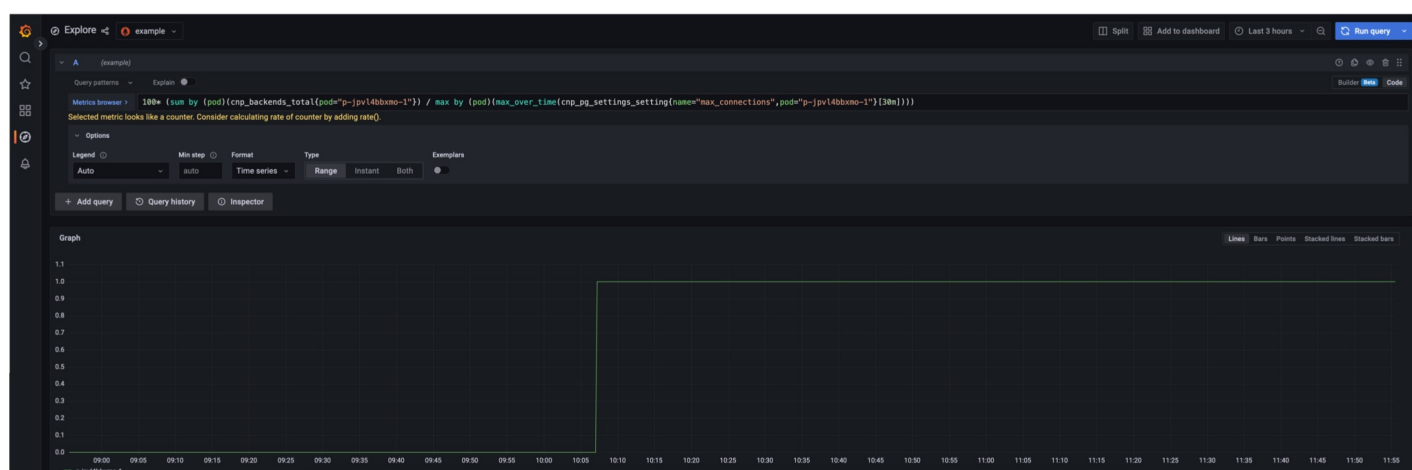 Explore example Split Add to dashboard Last 3 hours Run query
A (example)
Query patterns Explain Builder Beta Code
Metrics browser > 100* (sum by (pod)(cnp_backends_total{pod="p-jpvl4bbxmo-1"}) / max by (pod)(max_over_time(cnp_pg_settings_setting{name="max_connections",pod="p-jpvl4bbxmo-1"}[30m])))
Selected metric looks like a counter. Consider calculating rate of counter by adding rate().
Options
Legend Min step Format Type Exemplars
Auto auto Time series Range Instant Both
+ Add query Query history Inspector
Graph Lines Bars Points Stacked lines Stacked bars
1.1
1.0
0.9
0.8
0.7
0.6
0.5
0.4
0.3
0.2
0.1
0.0
09:00 09:05 09:10 09:15 09:20 09:25 09:30 09:35 09:40 09:45 09:50 09:55 10:00 10:05 10:10 10:15 10:20 10:25 10:30 10:35 10:40 10:45 10:50 10:55 11:00 11:05 11:10 11:15 11:20 11:25 11:30 11:35 11:40 11:45 11:50 11:55